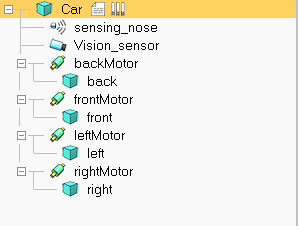 Car
sensing_nose
Vision_sensor
backMotor
back
frontMotor
front
leftMotor
left
rightMotor
right